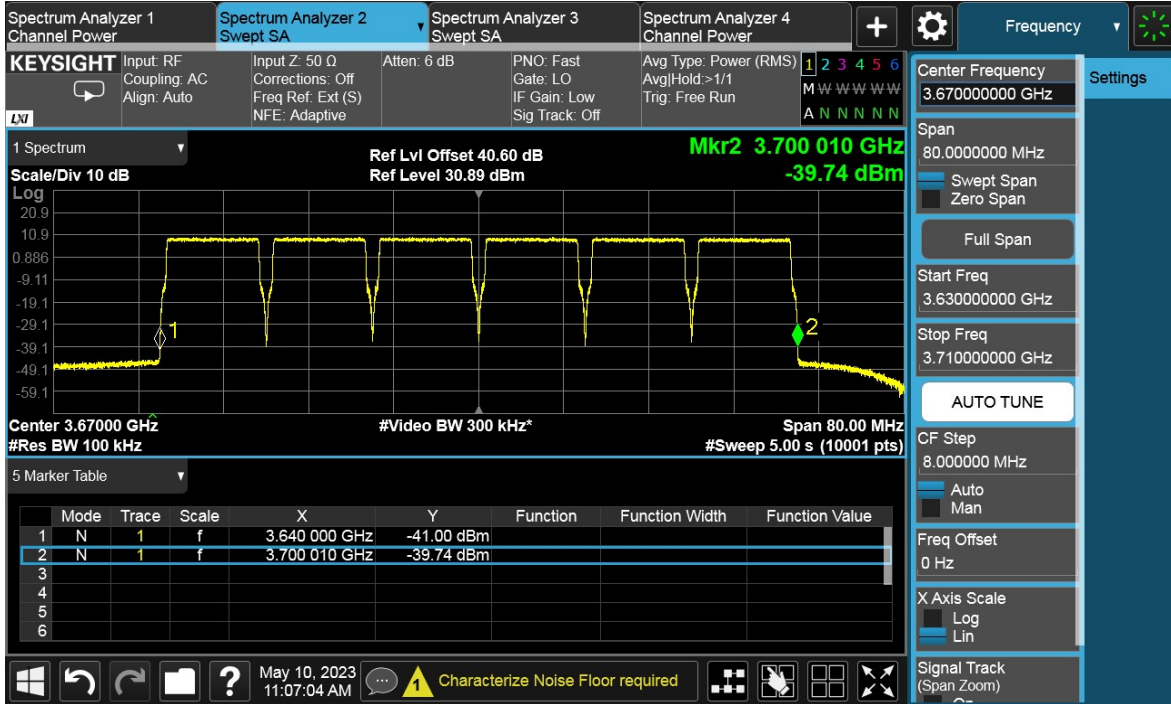 Spectrum Analyzer 1
Channel Power
Spectrum Analyzer 2
Swept SA
Spectrum Analyzer 3
Swept SA
Spectrum Analyzer 4
Channel Power
Frequency
KEYSIGHT
LXI
Input: RF
Coupling: AC
Align: Auto
Input Z: 50 Ω
Corrections: Off
Freq Ref: Ext (S)
NFE: Adaptive
Atten: 6 dB
PNO: Fast
Gate: LO
IF Gain: Low
Sig Track: Off
Avg Type: Power (RMS)
Avg|Hold:>1/1
Trig: Free Run
1 2 3 4 5 6
M W W W W W
A N N N N N
1 Spectrum
Scale/Div 10 dB
Ref Lvl Offset 40.60 dB
Ref Level 30.89 dBm
Mkr2 3.700 010 GHz
-39.74 dBm
Log
20.9
10.9
0.886
-9.11
-19.1
-29.1
-39.1
-49.1
-59.1
1
2
Center 3.67000 GHz
#Res BW 100 kHz
#Video BW 300 kHz*
Span 80.00 MHz
#Sweep 5.00 s (10001 pts)
5 Marker Table
Mode Trace Scale X Y Function Function Width Function Value
1 N 1 f 3.640 000 GHz -41.00 dBm
2 N 1 f 3.700 010 GHz -39.74 dBm
3
4
5
6
?
May 10, 2023
11:07:04 AM
1
Characterize Noise Floor required
Center Frequency
3.670000000 GHz
Span
80.0000000 MHz
Swept Span
Zero Span
Full Span
Start Freq
3.630000000 GHz
Stop Freq
3.710000000 GHz
AUTO TUNE
CF Step
8.000000 MHz
Auto
Man
Freq Offset
0 Hz
X Axis Scale
Log
Lin
Signal Track
(Span Zoom)
Settings